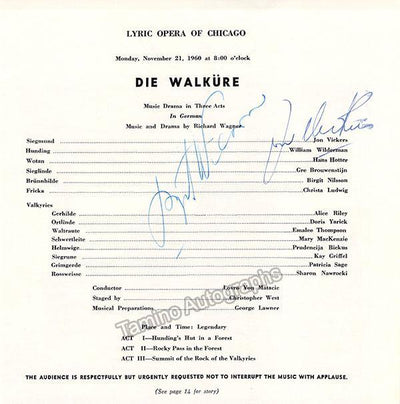 LYRIC OPERA OF CHICAGO
Monday, November 21, 1960 at 8:00 o'clock
DIE WALKÜRE
Music Drama in Three Acts
In German
Music and Drama by Richard Wagner
Siegmund Jon Vickers
Hunding William Wilderman
Wotan Hans Hotter
Sieglinde Gre Brouwenstijn
Brünnhilde Birgit Nilsson
Fricka Christa Ludwig
Valkyries
Gerhilde Alice Riley
Ortlinde Doris Yarick
Waltraute Emalee Thompson
Schwertleite Mary MacKenzie
Helmwige Prudencija Bickus
Siegrune Kay Griffel
Grimgerde Patricia Sage
Rossweisse Sharon Nawrocki
Conductor Lovro Von Matacic
Staged by Christopher West
Musical Preparations George Lawner
Tamino Autographs
Place and Time: Legendary
ACT I—Hunding's Hut in a Forest
ACT II—Rocky Pass in the Forest
ACT III—Summit of the Rock of the Valkyries
THE AUDIENCE IS RESPECTFULLY BUT URGENTLY REQUESTED NOT TO INTERRUPT THE MUSIC WITH APPLAUSE.
(See page 14 for story)